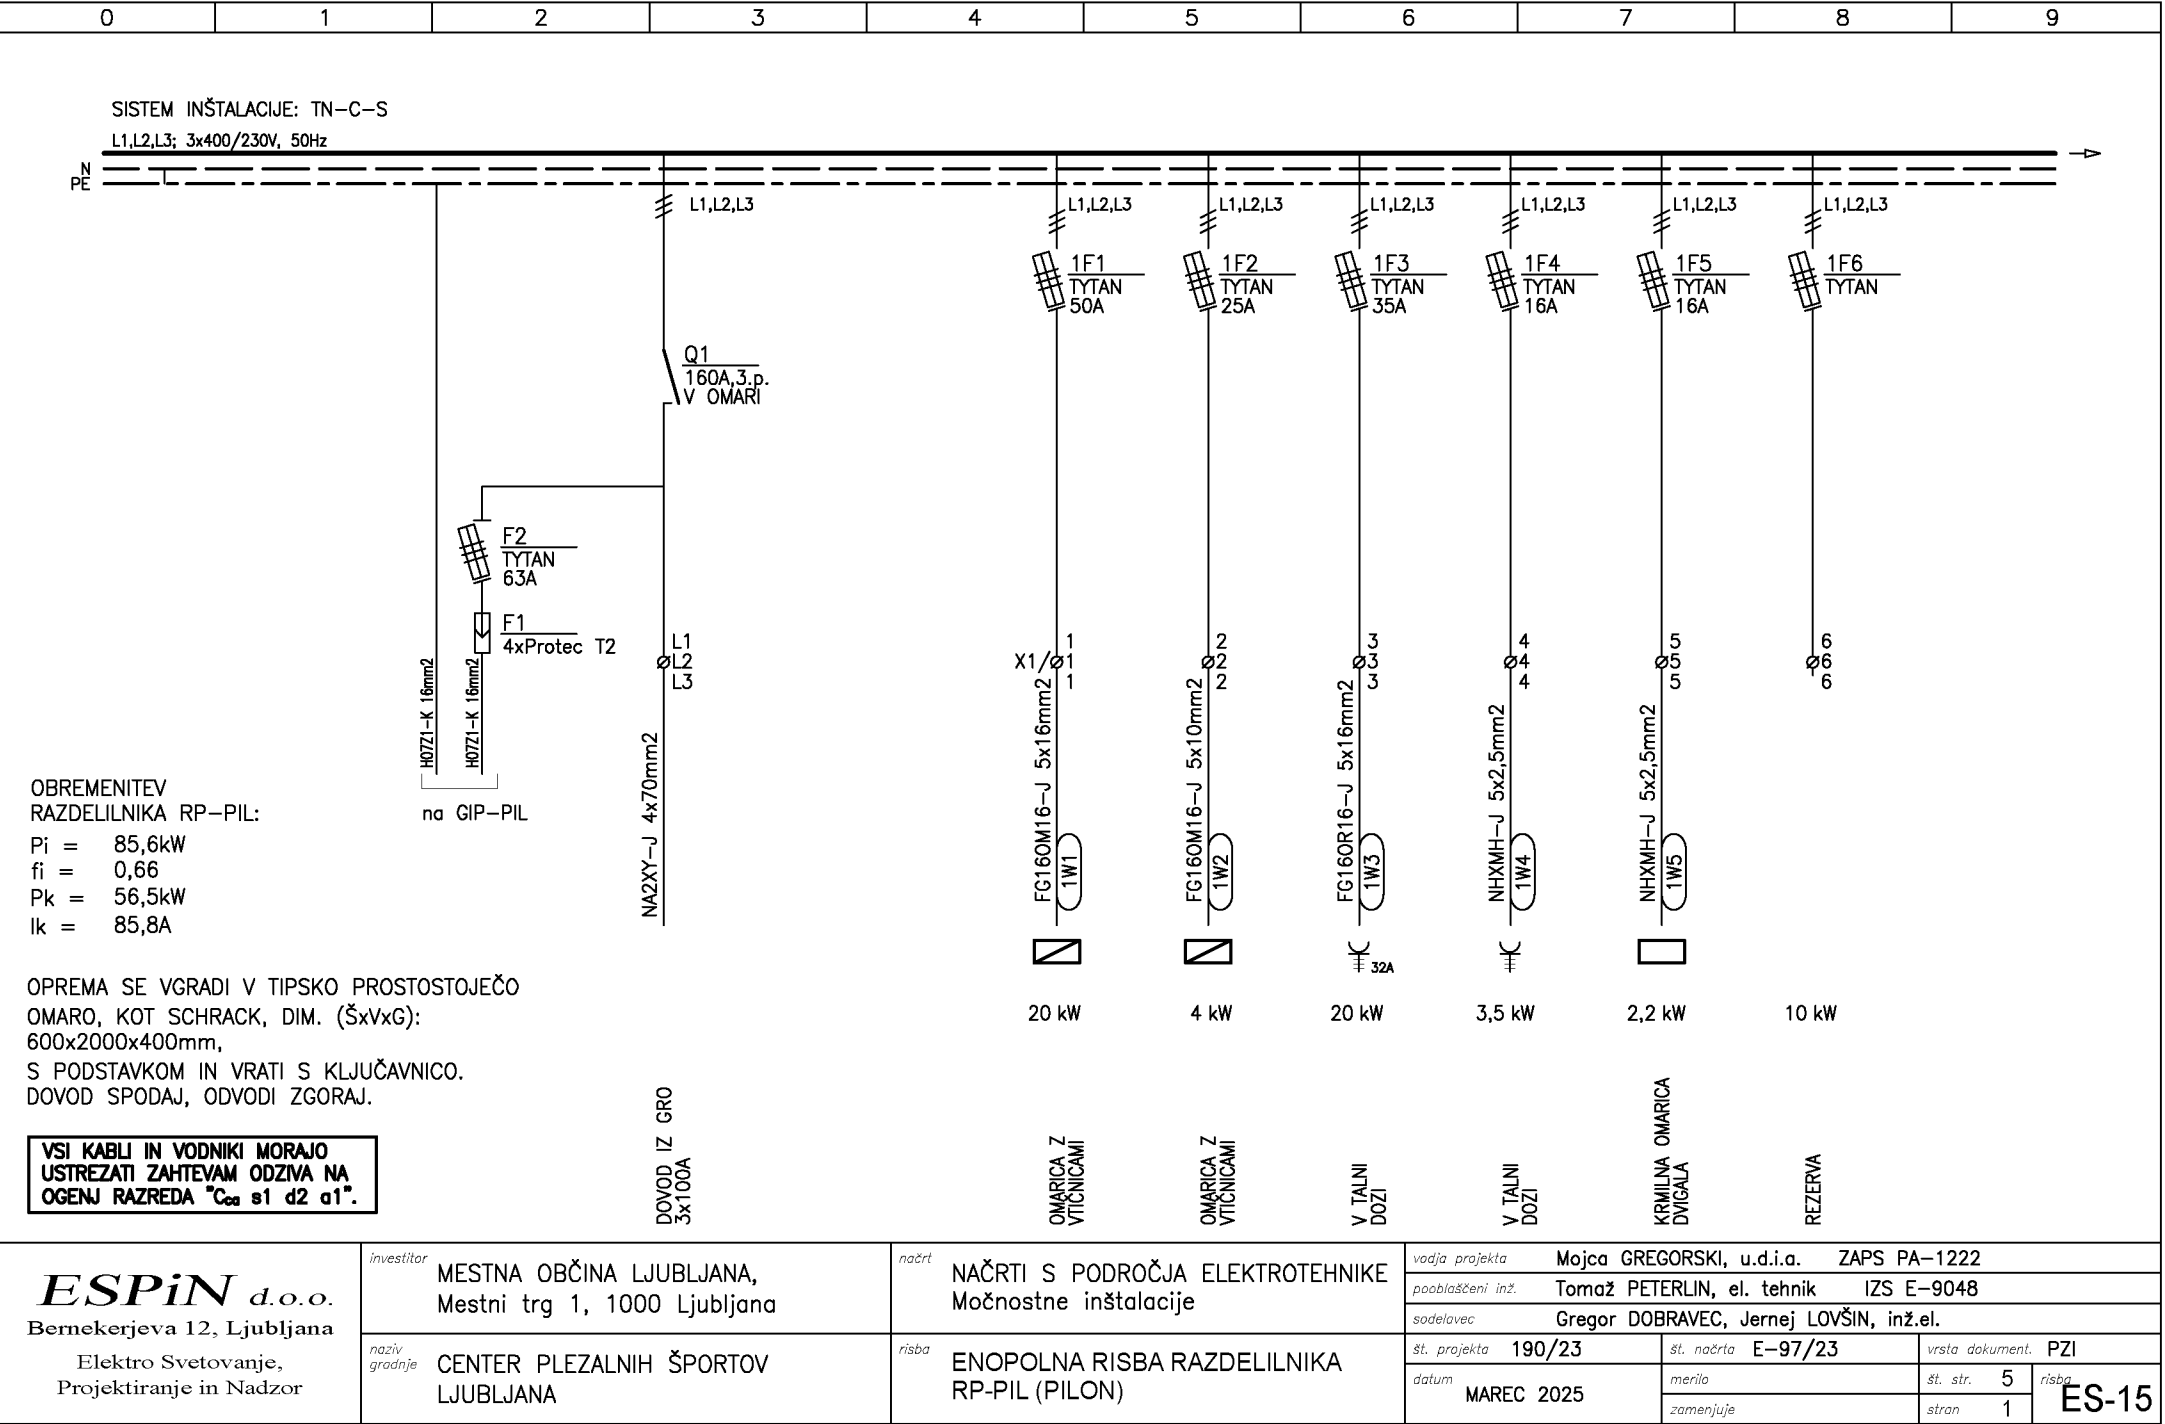 0 1 2 3 4 5 6 7 8 9
SISTEM INŠTALACIJE: TN-C-S
L1,L2,L3; 3x400/230V, 50Hz
N
PE
L1,L2,L3
L1,L2,L3
L1,L2,L3
L1,L2,L3
L1,L2,L3
L1,L2,L3
L1,L2,L3
1F1
TYTAN
50A
1F2
TYTAN
25A
1F3
TYTAN
35A
1F4
TYTAN
16A
1F5
TYTAN
16A
1F6
TYTAN
Q1
160A,3.p.
V OMARI
F2
TYTAN
63A
F1
4xProtec T2
L1
L2
L3
X1/
1
1
1
2
2
2
3
3
3
4
4
4
5
5
5
6
6
6
H07Z1-K 16mm2
H07Z1-K 16mm2
na GIP-PIL
NA2XY-J 4x70mm2
FG16OM16-J 5x16mm2
1W1
FG16OM16-J 5x10mm2
1W2
FG16OR16-J 5x16mm2
1W3
NHXMH-J 5x2,5mm2
1W4
NHXMH-J 5x2,5mm2
1W5
32A
OBREMENITEV
RAZDELILNIKA RP-PIL:
Pi = 85,6kW
fi = 0,66
Pk = 56,5kW
Ik = 85,8A
OPREMA SE VGRADI V TIPSKO PROSTOSTOJEČO
OMARO, KOT SCHRACK, DIM. (ŠxVxG):
600x2000x400mm,
S PODSTAVKOM IN VRATI S KLJUČAVNICO.
DOVOD SPODAJ, ODVODI ZGORAJ.
20 kW
4 kW
20 kW
3,5 kW
2,2 kW
10 kW
DOVOD IZ GRO
3x100A
OMARICA Z
VTIČNICAMI
OMARICA Z
VTIČNICAMI
V TALNI
DOZI
V TALNI
DOZI
KRMILNA OMARICA
DVIGALA
REZERVA
VSI KABLI IN VODNIKI MORAJO
USTREZATI ZAHTEVAM ODZIVA NA
OGENJ RAZREDA "Cca s1 d2 a1".
ESPiN d.o.o.
Bernekerjeva 12, Ljubljana
Elektro Svetovanje,
Projektiranje in Nadzor
investitor
MESTNA OBČINA LJUBLJANA,
Mestni trg 1, 1000 Ljubljana
naziv
gradnje
CENTER PLEZALNIH ŠPORTOV
LJUBLJANA
načrt
NAČRTI S PODROČJA ELEKTROTEHNIKE
Močnostne inštalacije
risba
ENOPOLNA RISBA RAZDELILNIKA
RP-PIL (PILON)
vodja projekta Mojca GREGORSKI, u.d.i.a. ZAPS PA-1222
pooblaščeni inž. Tomaž PETERLIN, el. tehnik IZS E-9048
sodelavec Gregor DOBRAVEC, Jernej LOVŠIN, inž.el.
št. projekta 190/23
št. načrta E-97/23
vrsta dokument. PZI
datum MAREC 2025
merilo
zamenjuje
št. str. 5
stran 1
risba
ES-15